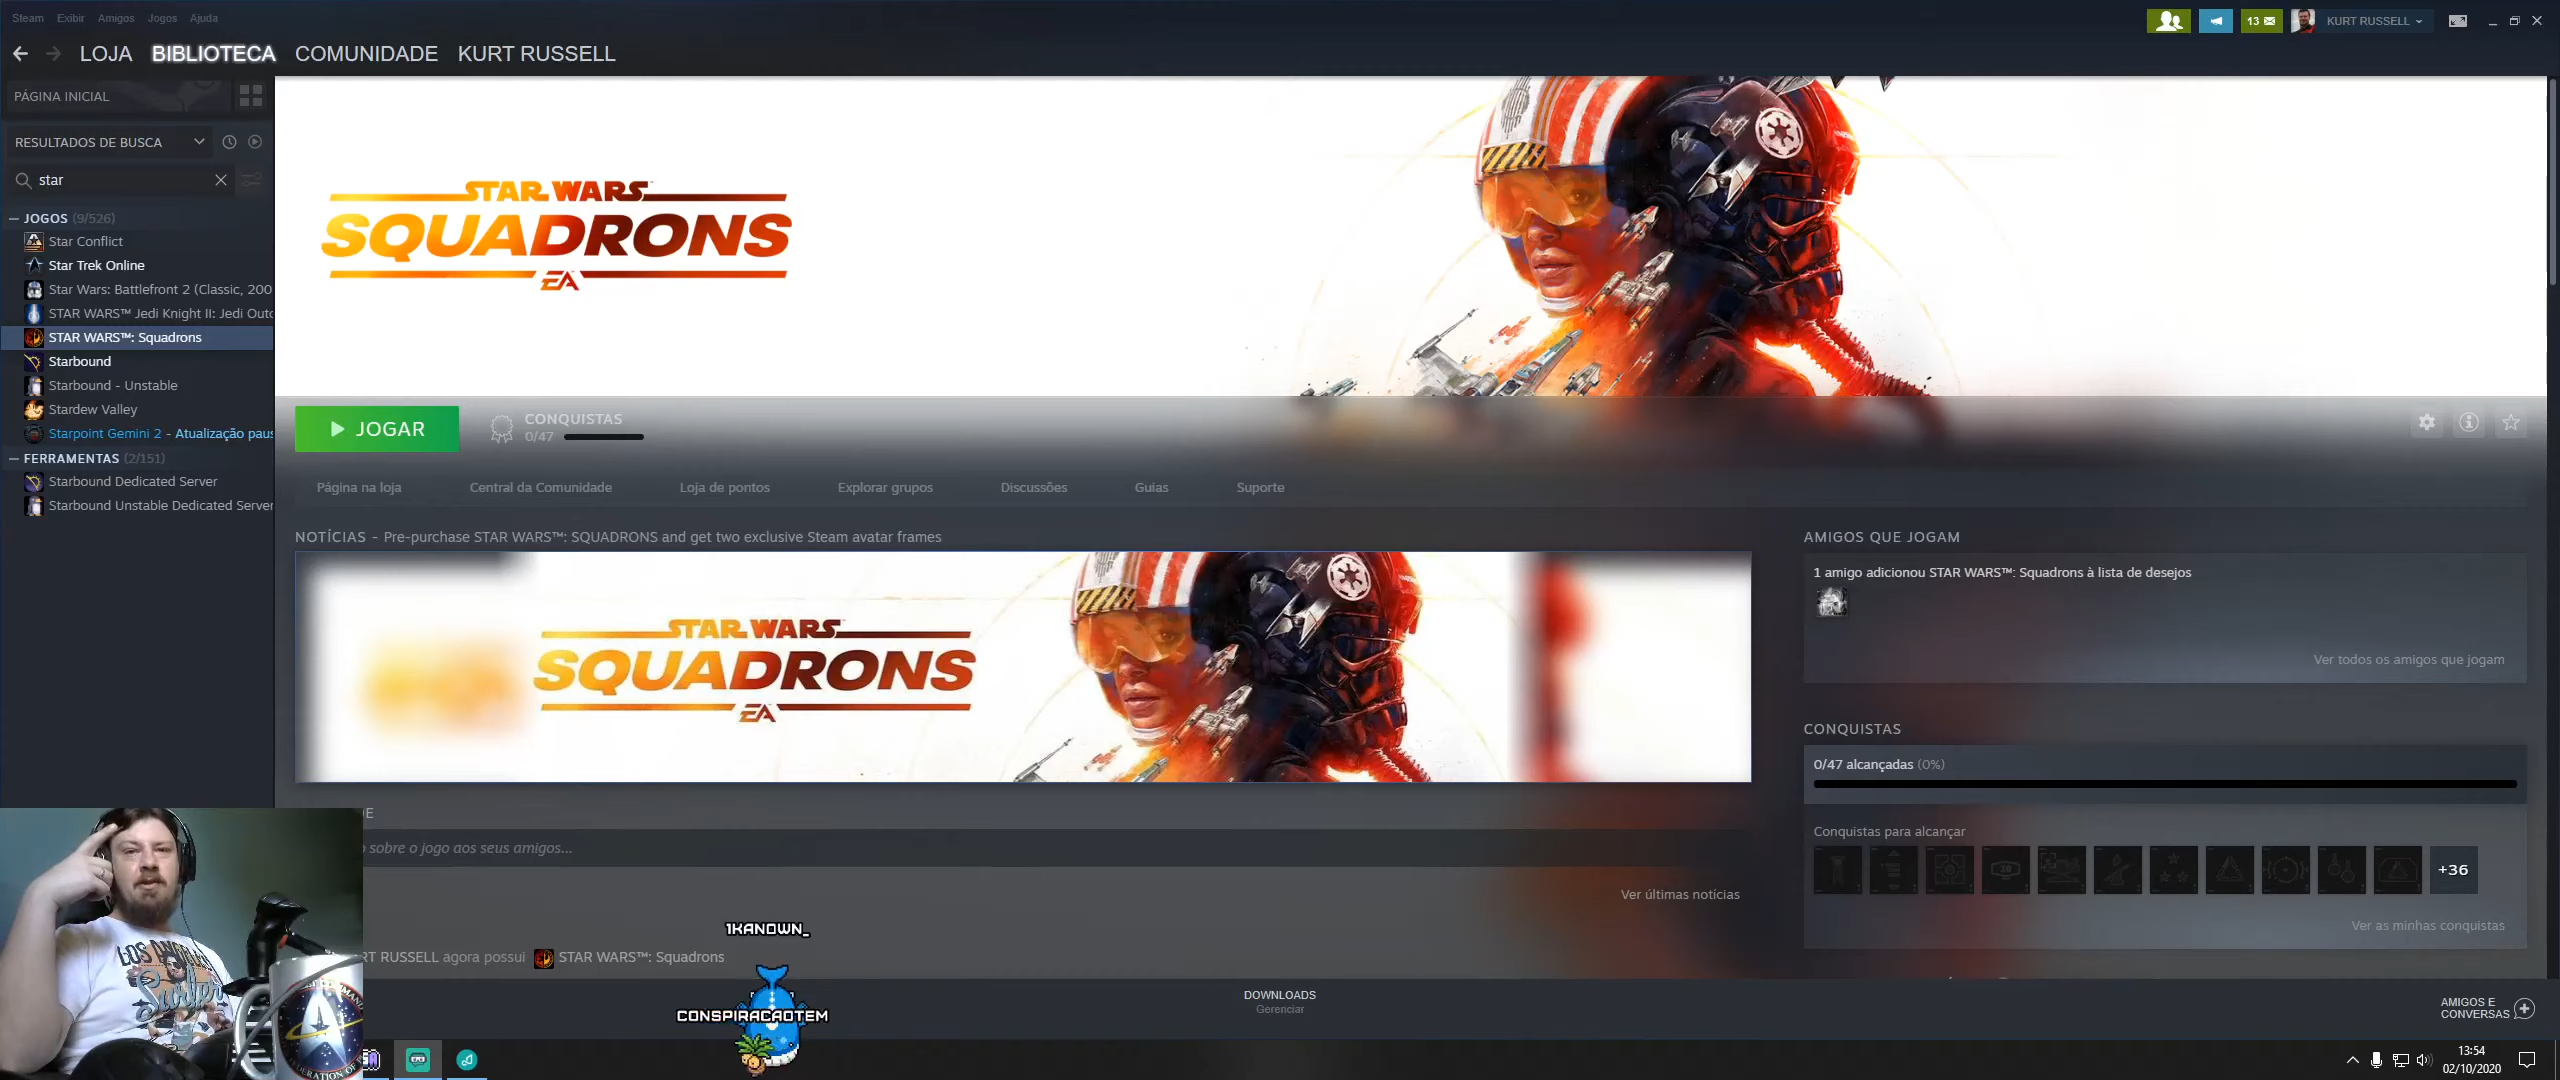 Steam Exibir Amigos Jogos Ajuda
13 KURT RUSSELL
LOJA BIBLIOTECA COMUNIDADE KURT RUSSELL
PÁGINA INICIAL
RESULTADOS DE BUSCA
star
JOGOS (9/526)
Star Conflict
Star Trek Online
Star Wars: Battlefront 2 (Classic, 200
STAR WARS™ Jedi Knight II: Jedi Outc
STAR WARS™: Squadrons
Starbound
Starbound - Unstable
Stardew Valley
Starpoint Gemini 2 - Atualização paus
FERRAMENTAS (2/151)
Starbound Dedicated Server
Starbound Unstable Dedicated Server
STAR WARS™
SQUADRONS
EA
JOGAR
CONQUISTAS
0/47
Página na loja Central da Comunidade Loja de pontos Explorar grupos Discussões Guias Suporte
NOTÍCIAS - Pre-purchase STAR WARS™: SQUADRONS and get two exclusive Steam avatar frames
STAR WARS™
SQUADRONS
EA
DE
sobre o jogo aos seus amigos...
Ver últimas notícias
RT RUSSELL agora possui STAR WARS™: Squadrons
AMIGOS QUE JOGAM
1 amigo adicionou STAR WARS™: Squadrons à lista de desejos
Ver todos os amigos que jogam
CONQUISTAS
0/47 alcançadas (0%)
Conquistas para alcançar
+36
Ver as minhas conquistas
1KANOWN_
CONSPIRACAOTEM
LOS ANGELES
Surfer
DOWNLOADS
Gerenciar
AMIGOS E
CONVERSAS
13:54
02/10/2020